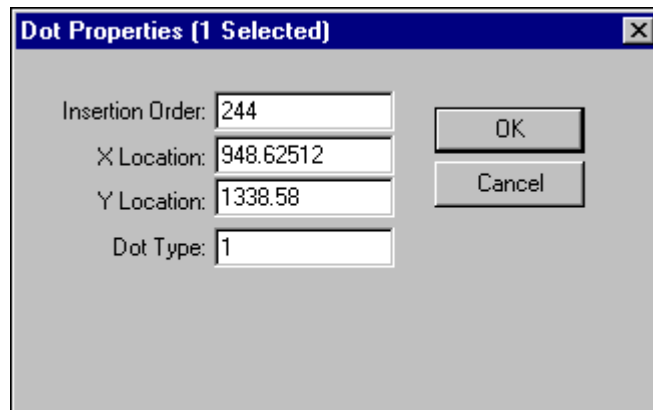 Dot Properties (1 Selected)
Insertion Order: 244
X Location: 948.62512
Y Location: 1338.58
Dot Type: 1
OK
Cancel